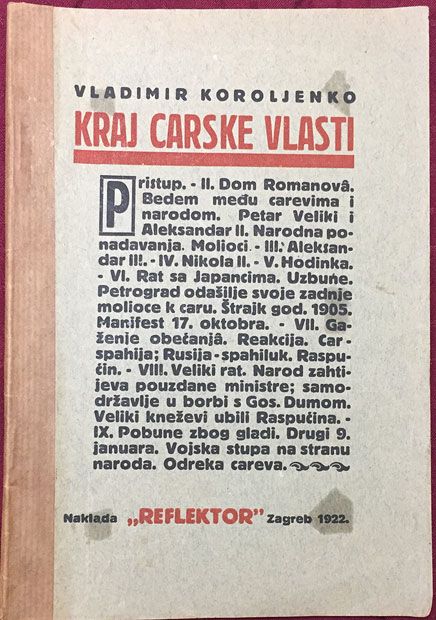 VLADIMIR KOROLJENKO
KRAJ CARSKE VLASTI
Pristup. - II. Dom Romanovâ.
Bedem među carevima i
narodom. Petar Veliki i
Aleksandar II. Narodna po-
nadavanja. Molioci. - III. Aleksan-
dar III. - IV. Nikola II. - V. Hodinka.
- VI. Rat sa Japancima. Uzbune.
Petrograd odašilje svoje zadnje
molioce k caru. Štrajk god. 1905.
Manifest 17. oktobra. - VII. Ga-
ženje obećanjâ. Reakcija. Car-
spahija; Rusija-spahiluk. Raspu-
ćin. - VIII. Veliki rat. Narod zahti-
jeva pouzdane ministre; samo-
državlje u borbi s Gos. Dumom.
Veliki kneževi ubili Raspućina. -
IX. Pobune zbog gladi. Drugi 9.
januara. Vojska stupa na stranu
naroda. Odreka careva.
Naklada „REFLEKTOR" Zagreb 1922.